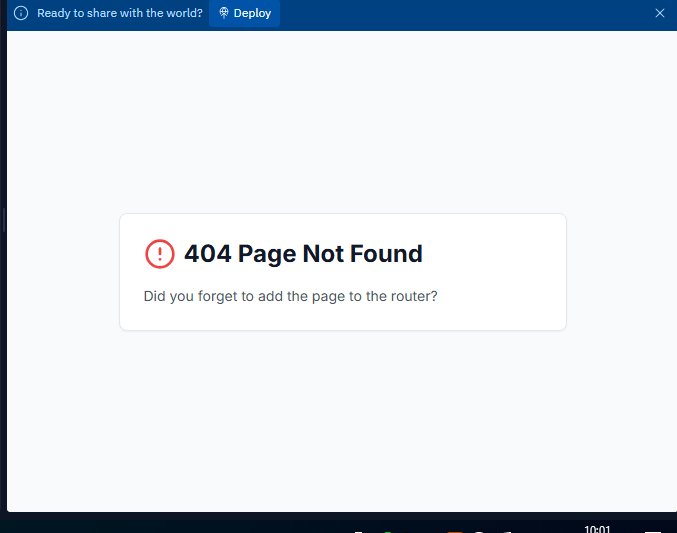 Ready to share with the world? Deploy
404 Page Not Found
Did you forget to add the page to the router?
10:01